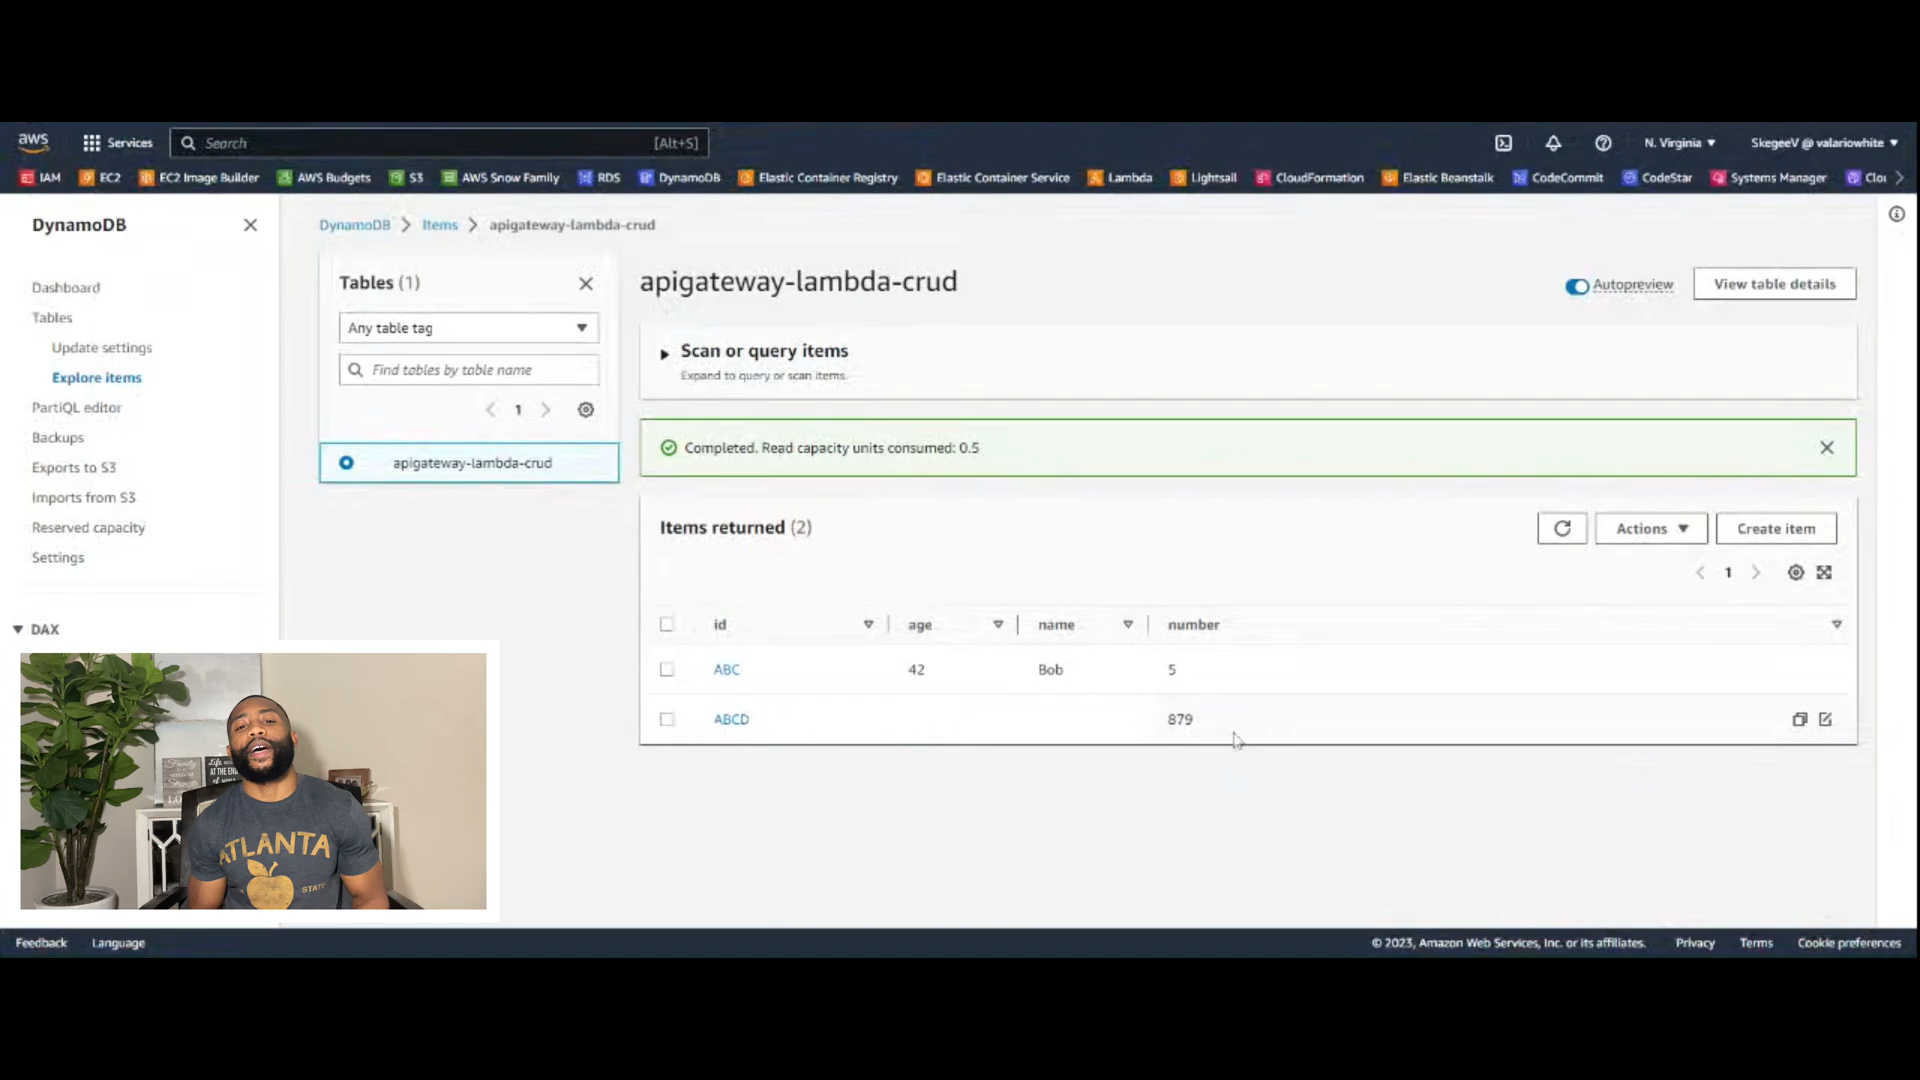 aws
Services
Search
[Alt+S]
N. Virginia
SkegeeV @ valariowhite
IAM
EC2
EC2 Image Builder
AWS Budgets
S3
AWS Snow Family
RDS
DynamoDB
Elastic Container Registry
Elastic Container Service
Lambda
Lightsail
CloudFormation
Elastic Beanstalk
CodeCommit
CodeStar
Systems Manager
DynamoDB
Dashboard
Tables
Update settings
Explore items
PartiQL editor
Backups
Exports to S3
Imports from S3
Reserved capacity
Settings
DAX
DynamoDB
Items
apigateway-lambda-crud
Tables (1)
Any table tag
Find tables by table name
1
apigateway-lambda-crud
apigateway-lambda-crud
Autopreview
View table details
Scan or query items
Expand to query or scan items.
Completed. Read capacity units consumed: 0.5
Items returned (2)
Actions
Create item
1
id age name number
ABC 42 Bob 5
ABCD 879
ATLANTA
STATE
Feedback
Language
© 2023, Amazon Web Services, Inc. or its affiliates.
Privacy
Terms
Cookie preferences